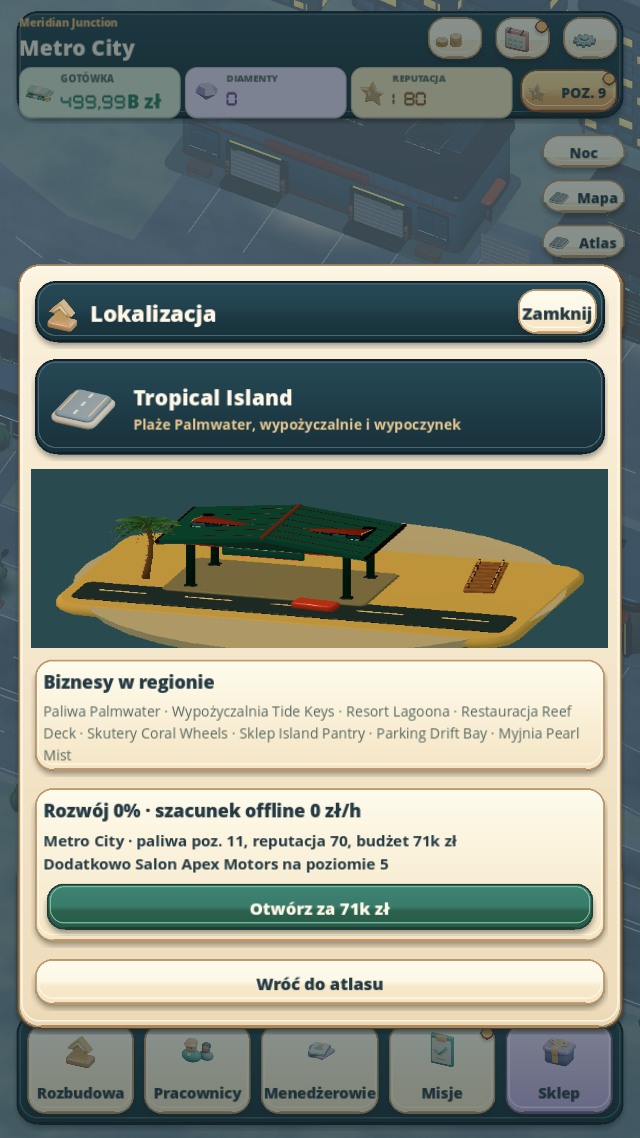 Meridian Junction
Metro City
GOTÓWKA
499,99B zł
DIAMENTY
0
REPUTACJA
180
POZ. 9
Noc
Mapa
Atlas
Lokalizacja
Zamknij
Tropical Island
Plaże Palmwater, wypożyczalnie i wypoczynek
Biznesy w regionie
Paliwa Palmwater · Wypożyczalnia Tide Keys · Resort Lagoona · Restauracja Reef
Deck · Skutery Coral Wheels · Sklep Island Pantry · Parking Drift Bay · Myjnia Pearl
Mist
Rozwój 0% · szacunek offline 0 zł/h
Metro City · paliwa poz. 11, reputacja 70, budżet 71k zł
Dodatkowo Salon Apex Motors na poziomie 5
Otwórz za 71k zł
Wróć do atlasu
Rozbudowa
Pracownicy
Menedżerowie
Misje
Sklep